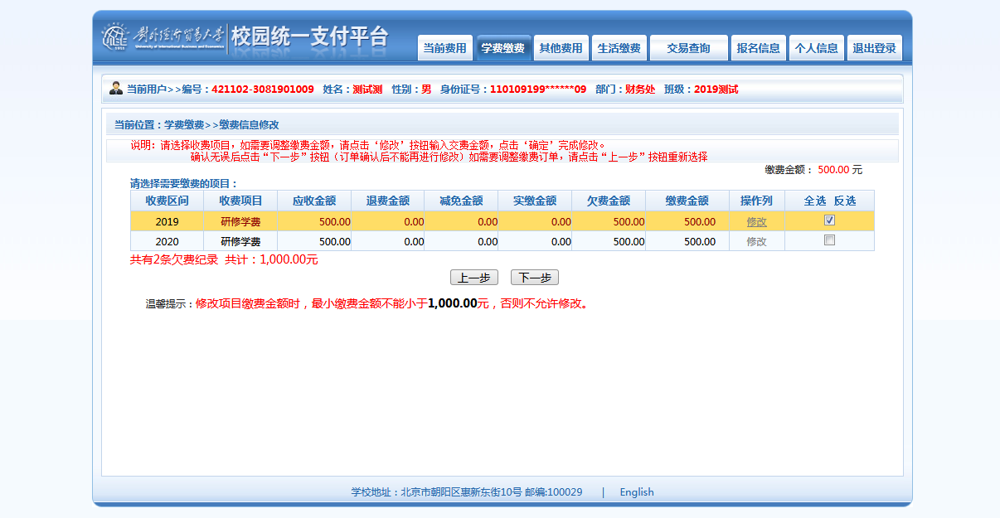 UIBE 1951 对外经济贸易大学 University of International Business and Economics 校园统一支付平台
当前费用 学费缴费 其他费用 生活缴费 交易查询 报名信息 个人信息 退出登录
当前用户>>编号：421102-3081901009 姓名：测试测 性别：男 身份证号：110109199******09 部门：财务处 班级：2019测试
当前位置：学费缴费>>缴费信息修改
说明：请选择收费项目，如需要调整缴费金额，请点击‘修改’按钮输入交费金额，点击‘确定’完成修改。
确认无误后点击“下一步”按钮（订单确认后不能再进行修改）如需要调整缴费订单，请点击“上一步”按钮重新选择
缴费金额： 500.00 元
请选择需要缴费的项目：
收费区间 收费项目 应收金额 退费金额 减免金额 实缴金额 欠费金额 缴费金额 操作列 全选 反选
2019 研修学费 500.00 0.00 0.00 0.00 500.00 500.00 修改
2020 研修学费 500.00 0.00 0.00 0.00 500.00 500.00 修改
共有2条欠费纪录 共计：1,000.00元
上一步 下一步
温馨提示：修改项目缴费金额时，最小缴费金额不能小于1,000.00元，否则不允许修改。
学校地址：北京市朝阳区惠新东街10号 邮编:100029 | English